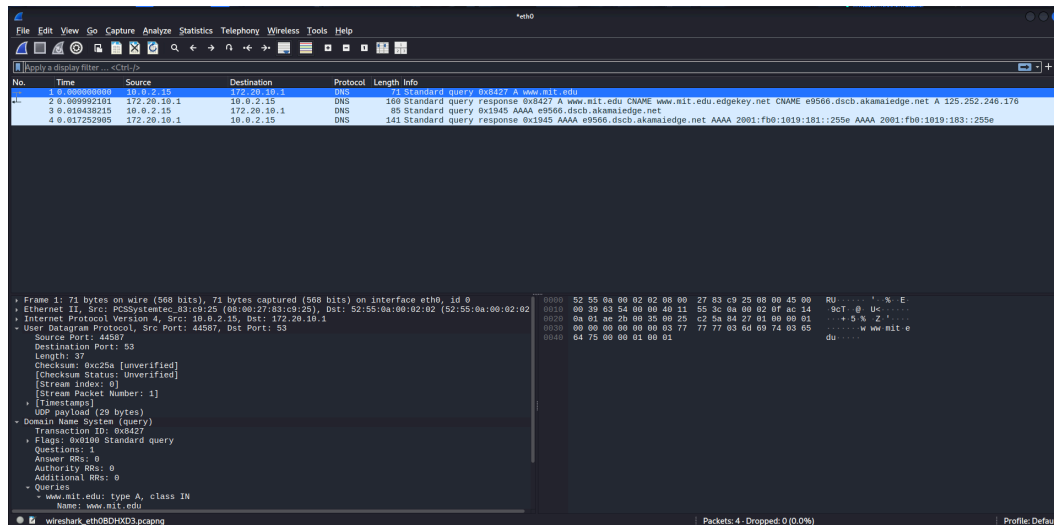 *eth0
File Edit View Go Capture Analyze Statistics Telephony Wireless Tools Help
Apply a display filter ... <Ctrl-/>
No. Time Source Destination Protocol Length Info
1 0.000000000 10.0.2.15 172.20.10.1 DNS 71 Standard query 0x8427 A www.mit.edu
2 0.009992101 172.20.10.1 10.0.2.15 DNS 160 Standard query response 0x8427 A www.mit.edu CNAME www.mit.edu.edgekey.net CNAME e9566.dscb.akamaiedge.net A 125.252.246.176
3 0.010438215 10.0.2.15 172.20.10.1 DNS 85 Standard query 0x1945 AAAA e9566.dscb.akamaiedge.net
4 0.017252905 172.20.10.1 10.0.2.15 DNS 141 Standard query response 0x1945 AAAA e9566.dscb.akamaiedge.net AAAA 2001:fb0:1019:181::255e AAAA 2001:fb0:1019:183::255e
Frame 1: 71 bytes on wire (568 bits), 71 bytes captured (568 bits) on interface eth0, id 0
Ethernet II, Src: PCSSystemtec_83:c9:25 (08:00:27:83:c9:25), Dst: 52:55:0a:00:02:02 (52:55:0a:00:02:02
Internet Protocol Version 4, Src: 10.0.2.15, Dst: 172.20.10.1
User Datagram Protocol, Src Port: 44587, Dst Port: 53
Source Port: 44587
Destination Port: 53
Length: 37
Checksum: 0xc25a [unverified]
[Checksum Status: Unverified]
[Stream index: 0]
[Stream Packet Number: 1]
[Timestamps]
UDP payload (29 bytes)
Domain Name System (query)
Transaction ID: 0x8427
Flags: 0x0100 Standard query
Questions: 1
Answer RRs: 0
Authority RRs: 0
Additional RRs: 0
Queries
www.mit.edu: type A, class IN
Name: www.mit.edu
0000 52 55 0a 00 02 02 08 00 27 83 c9 25 08 00 45 00 RU······ '··%··E·
0010 00 39 63 54 00 00 40 11 55 3c 0a 00 02 0f ac 14 ·9cT··@· U<······
0020 0a 01 ae 2b 00 35 00 25 c2 5a 84 27 01 00 00 01 ···+·5·% ·Z·'····
0030 00 00 00 00 00 00 03 77 77 77 03 6d 69 74 03 65 ·······w ww·mit·e
0040 64 75 00 00 01 00 01 du·····
wireshark_eth0BDHXD3.pcapng
Packets: 4 · Dropped: 0 (0.0%)
Profile: Defau